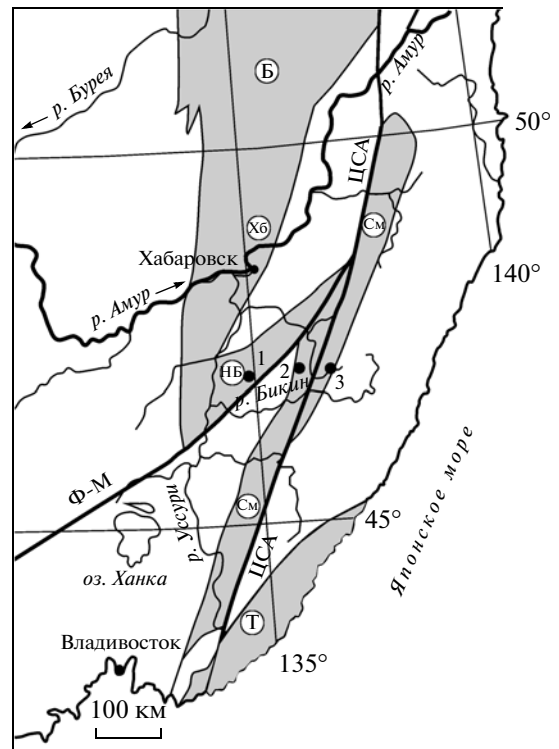 Б
р. Амур
р. Бурея
50°
ЦСА
Хб
См
Хабаровск
140°
р. Амур
1
НБ
2
3
р. Бикин
Ф-М
См
р. Уссури
45°
ЦСА
оз. Ханка
Японское море
Т
Владивосток
135°
100 км